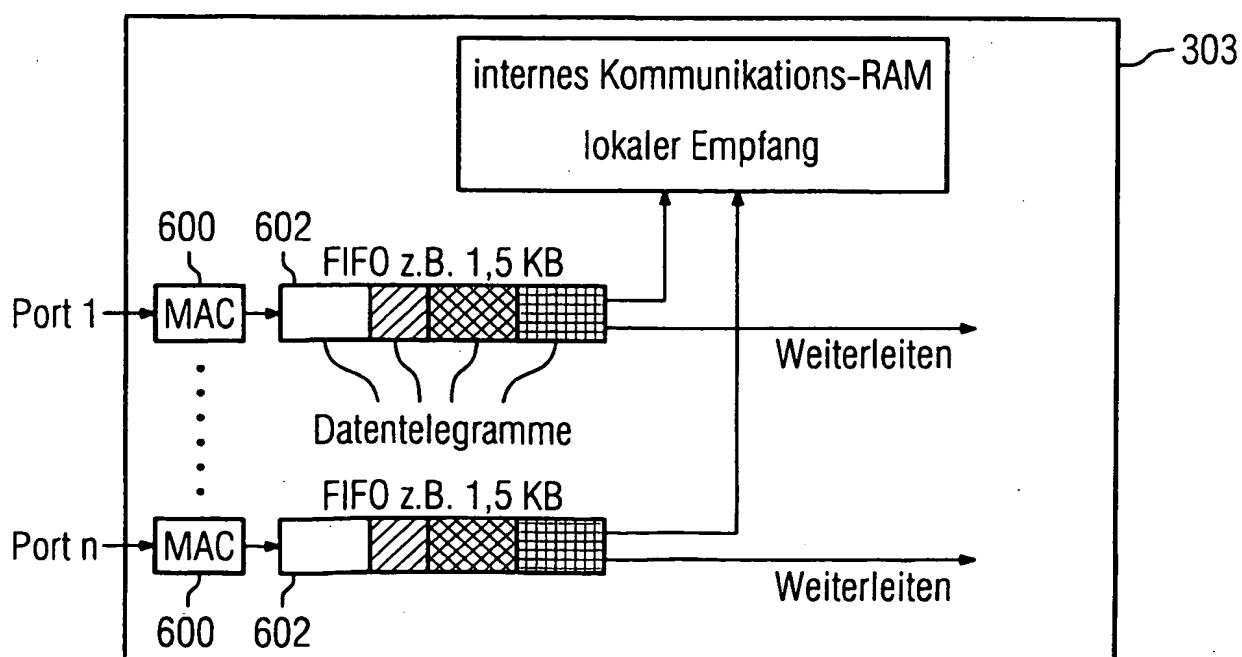 303
internes Kommunikations-RAM
lokaler Empfang
600
602
FIFO z.B. 1,5 KB
Port 1
MAC
Weiterleiten
Datentelegramme
FIFO z.B. 1,5 KB
Port n
MAC
Weiterleiten
600
602